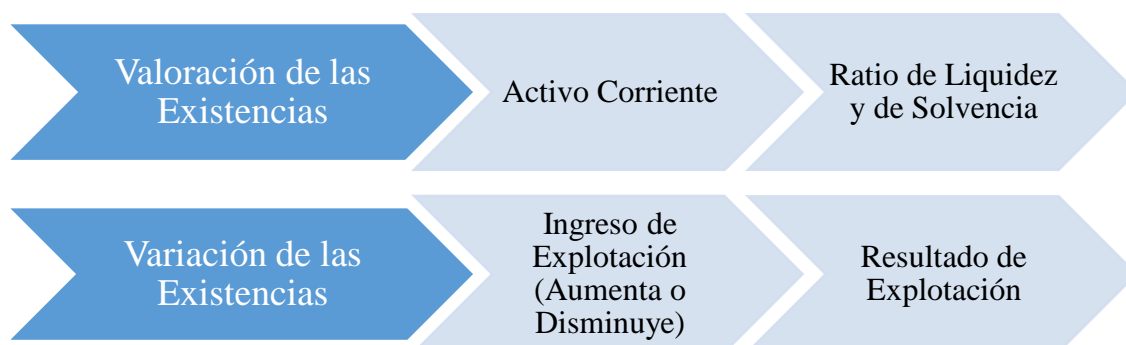 Valoración de las
Existencias
Activo Corriente
Ratio de Liquidez
y de Solvencia
Variación de las
Existencias
Ingreso de
Explotación
(Aumenta o
Disminuye)
Resultado de
Explotación